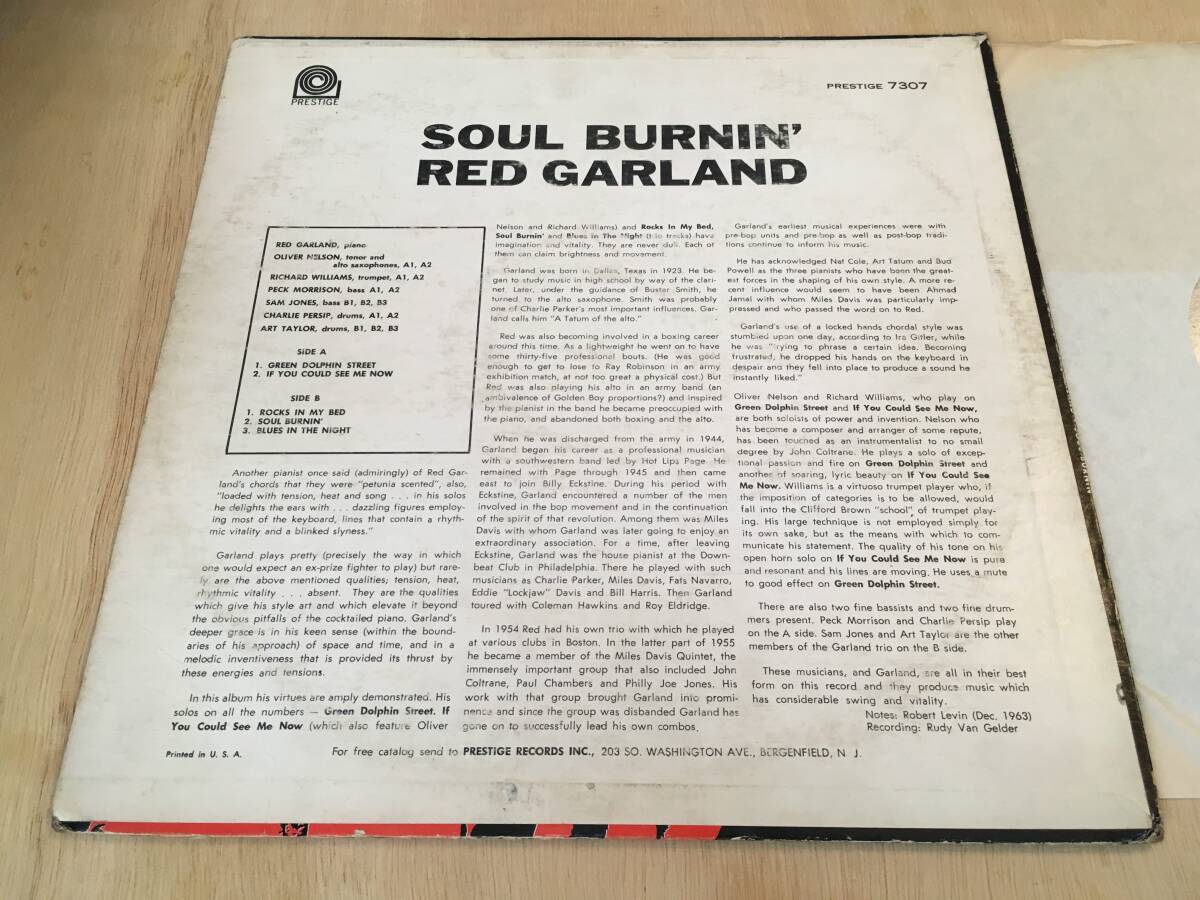 PRESTIGE
PRESTIGE 7307
SOUL BURNIN'
RED GARLAND
RED GARLAND, piano
OLIVER NELSON, tenor and
alto saxophones, A1, A2
RICHARD WILLIAMS, trumpet, A1, A2
PECK MORRISON, bass A1, A2
SAM JONES, bass B1, B2, B3
CHARLIE PERSIP, drums, A1, A2
ART TAYLOR, drums, B1, B2, B3
SIDE A
1. GREEN DOLPHIN STREET
2. IF YOU COULD SEE ME NOW
SIDE B
1. ROCKS IN MY BED
2. SOUL BURNIN'
3. BLUES IN THE NIGHT
Another pianist once said (admiringly) of Red Gar-
land's chords that they were "petunia scented", also,
"loaded with tension, heat and song . . . in his solos
he delights the ears with . . . dazzling figures employ-
ing most of the keyboard, lines that contain a rhyth-
mic vitality and a blinked slyness."
Garland plays pretty (precisely the way in which
one would expect an ex-prize fighter to play) but rare-
ly are the above mentioned qualities; tension, heat,
rhythmic vitality . . . absent. They are the qualities
which give his style art and which elevate it beyond
the obvious pitfalls of the cocktailed piano. Garland's
deeper grace is in his keen sense (within the bound-
aries of his approach) of space and time, and in a
melodic inventiveness that is provided its thrust by
these energies and tensions.
In this album his virtues are amply demonstrated. His
solos on all the numbers — Green Dolphin Street. If
You Could See Me Now (which also feature Oliver
Nelson and Richard Williams) and Rocks In My Bed,
Soul Burnin' and Blues in The Night (trio tracks) have
imagination and vitality. They are never dull. Each of
them can claim brightness and movement.
Garland was born in Dallas, Texas in 1923. He be-
gan to study music in high school by way of the clari-
net. Later, under the guidance of Buster Smith, he
turned to the alto saxophone. Smith was probably
one of Charlie Parker's most important influences. Gar-
land calls him "A Tatum of the alto."
Red was also becoming involved in a boxing career
around this time. As a lightweight he went on to have
some thirty-five professional bouts. (He was good
enough to get to lose to Ray Robinson in an army
exhibition match, at not too great a physical cost.) But
Red was also playing his alto in an army band (an
ambivalence of Golden Boy proportions?) and inspired
by the pianist in the band he became preoccupied with
the piano, and abandoned both boxing and the alto.
When he was discharged from the army in 1944,
Garland began his career as a professional musician
with a southwestern band led by Hot Lips Page. He
remained with Page through 1945 and then came
east to join Billy Eckstine. During his period with
Eckstine, Garland encountered a number of the men
involved in the bop movement and in the continuation
of the spirit of that revolution. Among them was Miles
Davis with whom Garland was later going to enjoy an
extraordinary association. For a time, after leaving
Eckstine, Garland was the house pianist at the Down-
beat Club in Philadelphia. There he played with such
musicians as Charlie Parker, Miles Davis, Fats Navarro,
Eddie "Lockjaw" Davis and Bill Harris. Then Garland
toured with Coleman Hawkins and Roy Eldridge.
In 1954 Red had his own trio with which he played
at various clubs in Boston. In the latter part of 1955
he became a member of the Miles Davis Quintet, the
immensely important group that also included John
Coltrane, Paul Chambers and Philly Joe Jones. His
work with that group brought Garland into promi-
nence and since the group was disbanded Garland has
gone on to successfully lead his own combos.
Garland's earliest musical experiences were with
pre-bop units and pre-bop as well as post-bop tradi-
tions continue to inform his music.
He has acknowledged Nat Cole, Art Tatum and Bud
Powell as the three pianists who have been the great-
est forces in the shaping of his own style. A more re-
cent influence would seem to have been Ahmad
Jamal with whom Miles Davis was particularly imp-
pressed and who passed the word on to Red.
Garland's use of a locked hands chordal style was
stumbled upon one day, according to Ira Gitler, while
he was "trying to phrase a certain idea. Becoming
frustrated, he dropped his hands on the keyboard in
despair and they fell into place to produce a sound he
instantly liked."
Oliver Nelson and Richard Williams, who play on
Green Dolphin Street and If You Could See Me Now,
are both soloists of power and invention. Nelson who
has become a composer and arranger of some repute,
has been touched as an instrumentalist to no small
degree by John Coltrane. He plays a solo of excep-
tional passion and fire on Green Dolphin Street and
another of soaring, lyric beauty on If You Could See
Me Now. Williams is a virtuoso trumpet player who, if
the imposition of categories is to be allowed, would
fall into the Clifford Brown "school", of trumpet play-
ing. His large technique is not employed simply for
its own sake, but as the means with which to com-
municate his statement. The quality of his tone on his
open horn solo on If You Could See Me Now is pure
and resonant and his lines are moving. He uses a mute
to good effect on Green Dolphin Street.
There are also two fine bassists and two fine drum-
mers present. Peck Morrison and Charlie Persip play
on the A side. Sam Jones and Art Taylor are the other
members of the Garland trio on the B side.
These musicians, and Garland, are all in their best
form on this record and they produce music which
has considerable swing and vitality.
Notes: Robert Levin (Dec. 1963)
Recording: Rudy Van Gelder
Printed in U. S. A.
For free catalog send to PRESTIGE RECORDS INC., 203 SO. WASHINGTON AVE., BERGENFIELD, N J.